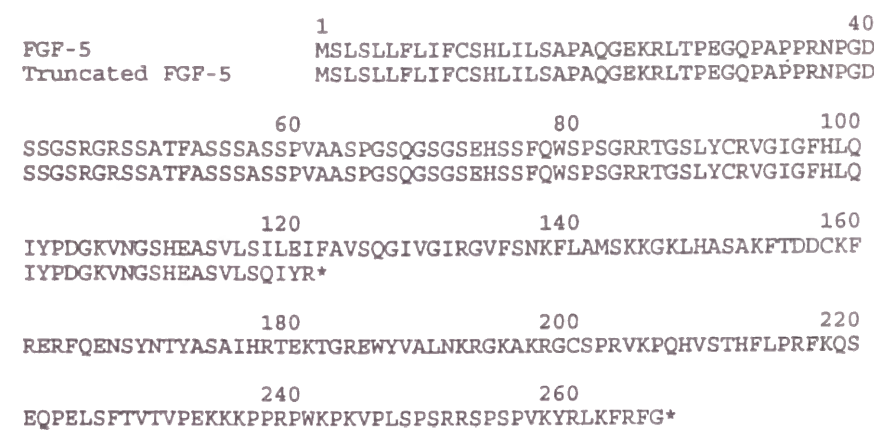 1 40
FGF-5 MSLSLLFLIFCSHLILSAPAQGEKRLTPEGQPAPPRNPGD
Truncated FGF-5 MSLSLLFLIFCSHLILSAPAQGEKRLTPEGQPAPPRNPGD
60 80 100
SSGSRGRSSATFASSSASSPVAASPGSQGSGSEHSSFQWSPSGRRTGSLYCRVGIGFHLQ
SSGSRGRSSATFASSSASSPVAASPGSQGSGSEHSSFQWSPSGRRTGSLYCRVGIGFHLQ
120 140 160
IYPDGKVNGSHEASVLSILEIFAVSQGIVGIRGVFSNKFLAMSKKGKLHASAKFTDDCKF
IYPDGKVNGSHEASVLSQIYR*
180 200 220
RERFQENSYNTYASAIHRTEKTGREWYVALNKRGKAKRGCSPRVKPQHVSTHFLPRFKQS
240 260
EQPELSFTVTVPEKKKPPRPWKPKVPLSPSRRSPSPVKYRLKFRFG*